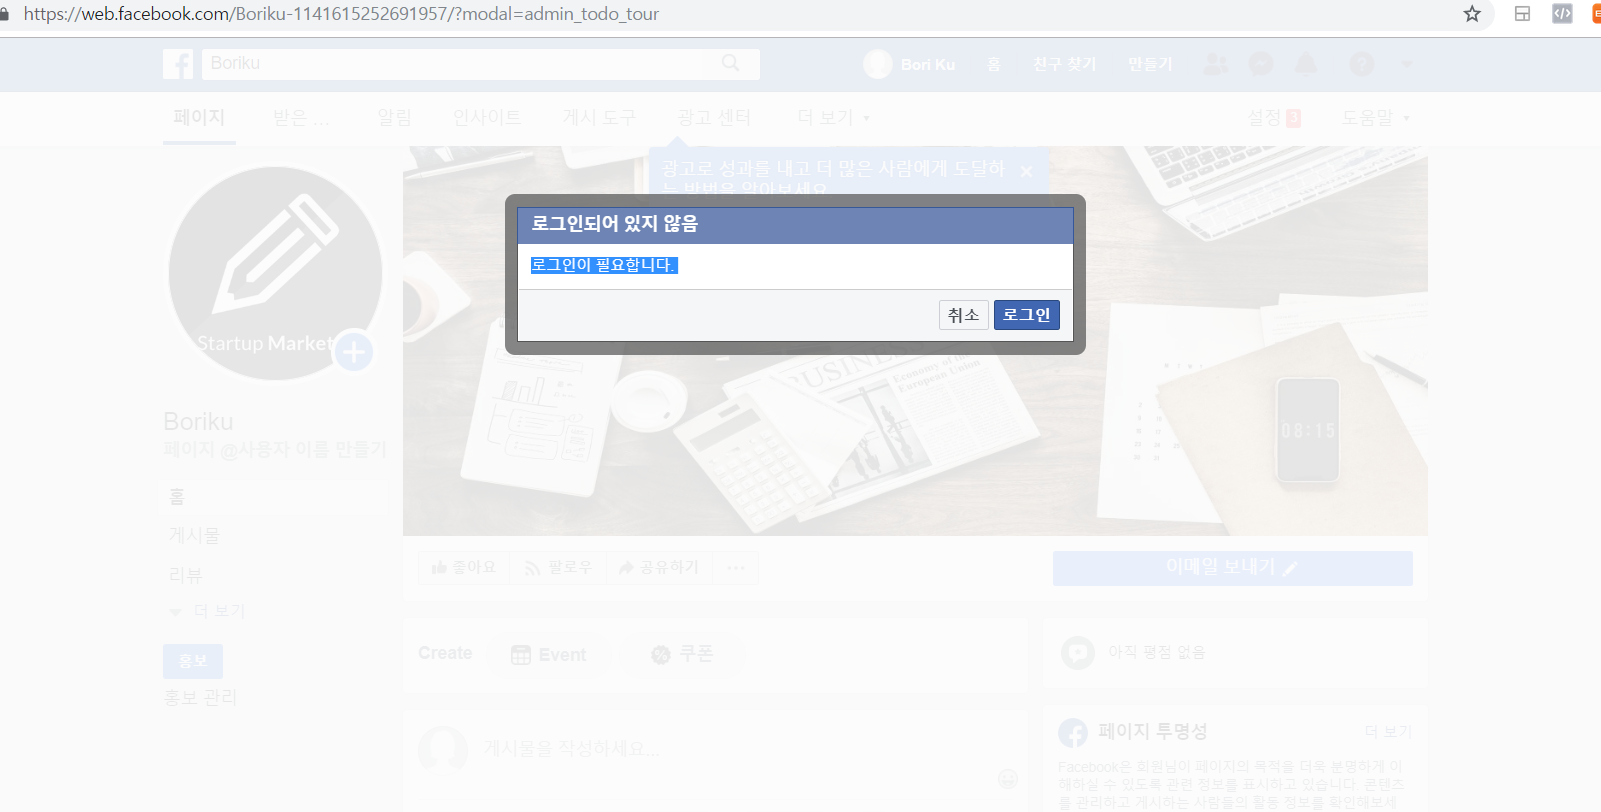 https://web.facebook.com/Boriku-1141615252691957/?modal=admin_todo_tour
Boriku
Bori Ku 홈 친구 찾기 만들기
페이지 받은 ... 알림 인사이트 게시 도구 광고 센터 더 보기 설정 3 도움말
광고로 성과를 내고 더 많은 사람에게 도달하
는 방법을 알아보세요
로그인되어 있지 않음
로그인이 필요합니다.
취소 로그인
Startup Market
BUSINESS
Economy of the
European Union
08:15
Boriku
페이지 @사용자 이름 만들기
홈
게시물
리뷰
더 보기
홍보
홍보 관리
좋아요 팔로우 공유하기 ...
이메일 보내기
Create Event 쿠폰
아직 평점 없음
게시물을 작성하세요...
페이지 투명성 더 보기
Facebook은 회원님이 페이지의 목적을 더욱 분명하게 이
해하실 수 있도록 관련 정보를 표시하고 있습니다. 콘텐츠
를 관리하고 게시하는 사람들의 활동 정보를 확인해보세